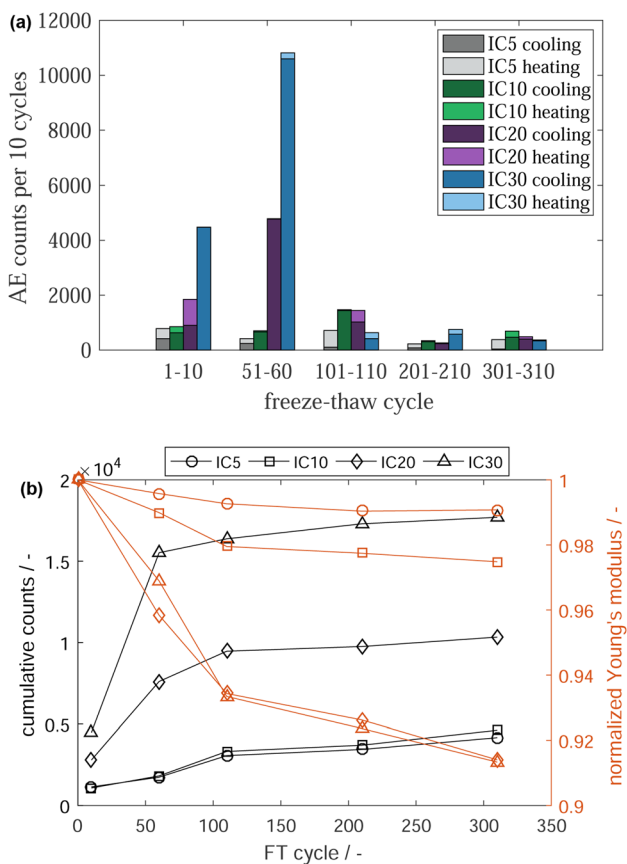 (a)
12000
10000
8000
6000
4000
2000
0
AE counts per 10 cycles
IC5 cooling
IC5 heating
IC10 cooling
IC10 heating
IC20 cooling
IC20 heating
IC30 cooling
IC30 heating
1-10 51-60 101-110 201-210 301-310
freeze-thaw cycle
IC5 IC10 IC20 IC30
(b)
2 × 10⁴ 1
1.5 0.98
0.96
1
0.94
0.5 0.92
0 0.9
cumulative counts / -
normalized Young's modulus / -
0 50 100 150 200 250 300 350
FT cycle / -